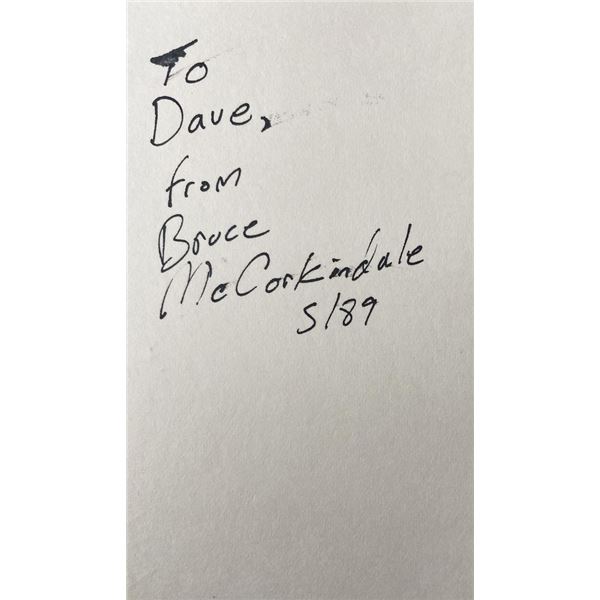 To
Dave,
from
Bruce
McCorkindale
5/89